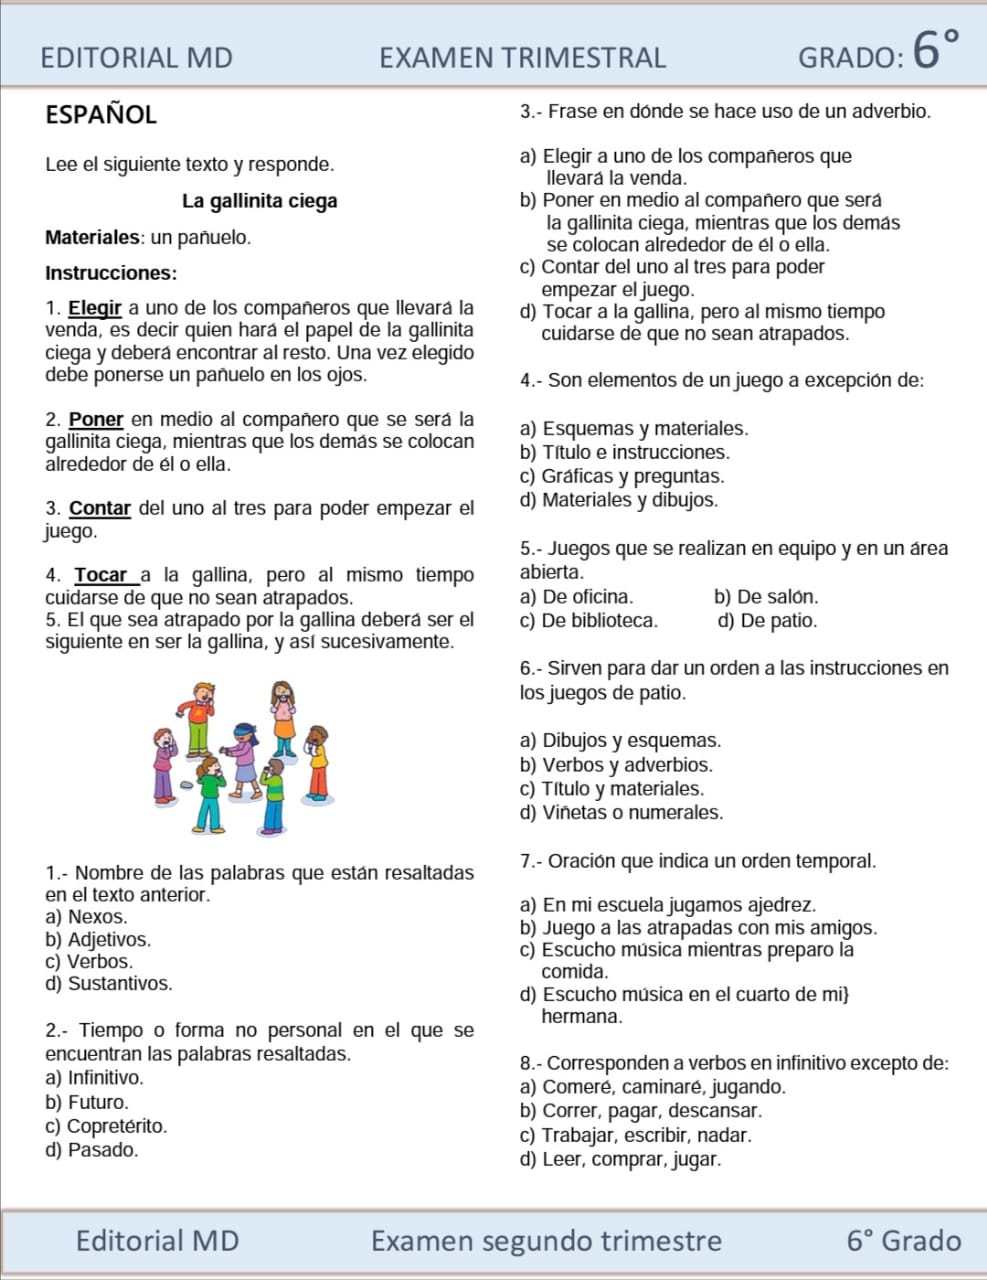 EDITORIAL MD EXAMEN TRIMESTRAL GRADO: 6°
ESPAÑOL
Lee el siguiente texto y responde.
La gallinita ciega
Materiales: un pañuelo.
Instrucciones:
1. Elegir a uno de los compañeros que llevará la
venda, es decir quien hará el papel de la gallinita
ciega y deberá encontrar al resto. Una vez elegido
debe ponerse un pañuelo en los ojos.
2. Poner en medio al compañero que se será la
gallinita ciega, mientras que los demás se colocan
alrededor de él o ella.
3. Contar del uno al tres para poder empezar el
juego.
4. Tocar a la gallina, pero al mismo tiempo
cuidarse de que no sean atrapados.
5. El que sea atrapado por la gallina deberá ser el
siguiente en ser la gallina, y así sucesivamente.
1.- Nombre de las palabras que están resaltadas
en el texto anterior.
a) Nexos.
b) Adjetivos.
c) Verbos.
d) Sustantivos.
2.- Tiempo o forma no personal en el que se
encuentran las palabras resaltadas.
a) Infinitivo.
b) Futuro.
c) Copretérito.
d) Pasado.
3.- Frase en dónde se hace uso de un adverbio.
a) Elegir a uno de los compañeros que
llevará la venda.
b) Poner en medio al compañero que será
la gallinita ciega, mientras que los demás
se colocan alrededor de él o ella.
c) Contar del uno al tres para poder
empezar el juego.
d) Tocar a la gallina, pero al mismo tiempo
cuidarse de que no sean atrapados.
4.- Son elementos de un juego a excepción de:
a) Esquemas y materiales.
b) Título e instrucciones.
c) Gráficas y preguntas.
d) Materiales y dibujos.
5.- Juegos que se realizan en equipo y en un área
abierta.
a) De oficina. b) De salón.
c) De biblioteca. d) De patio.
6.- Sirven para dar un orden a las instrucciones en
los juegos de patio.
a) Dibujos y esquemas.
b) Verbos y adverbios.
c) Título y materiales.
d) Viñetas o numerales.
7.- Oración que indica un orden temporal.
a) En mi escuela jugamos ajedrez.
b) Juego a las atrapadas con mis amigos.
c) Escucho música mientras preparo la
comida.
d) Escucho música en el cuarto de mi}
hermana.
8.- Corresponden a verbos en infinitivo excepto de:
a) Comeré, caminaré, jugando.
b) Correr, pagar, descansar.
c) Trabajar, escribir, nadar.
d) Leer, comprar, jugar.
Editorial MD Examen segundo trimestre 6° Grado